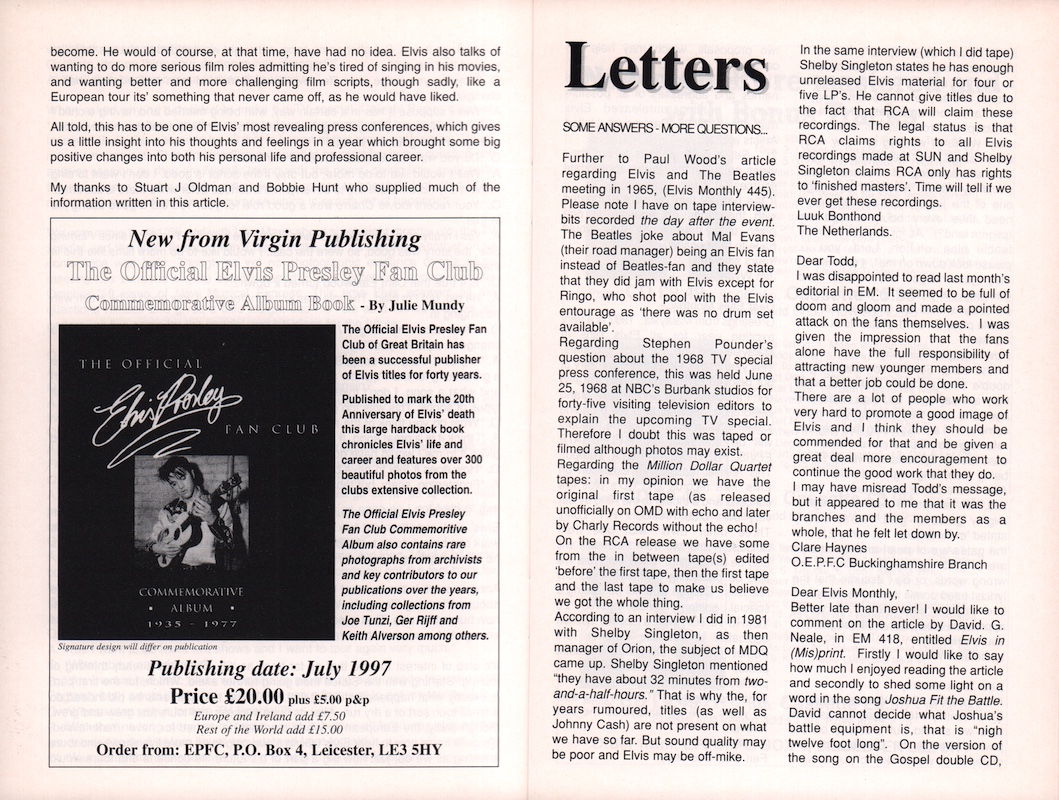 become. He would of course, at that time, have had no idea. Elvis also talks of
wanting to do more serious film roles admitting he's tired of singing in his movies,
and wanting better and more challenging film scripts, though sadly, like a
European tour its' something that never came off, as he would have liked.
All told, this has to be one of Elvis' most revealing press conferences, which gives
us a little insight into his thoughts and feelings in a year which brought some big
positive changes into both his personal life and professional career.
My thanks to Stuart J Oldman and Bobbie Hunt who supplied much of the
information written in this article.
New from Virgin Publishing
The Official Elvis Presley Fan Club
Commemorative Album Book - By Julie Mundy
THE OFFICIAL
Elvis Presley
FAN CLUB
COMMEMORATIVE
• ALBUM •
1935 - 1977
The Official Elvis Presley Fan
Club of Great Britain has
been a successful publisher
of Elvis titles for forty years.
Published to mark the 20th
Anniversary of Elvis' death
this large hardback book
chronicles Elvis' life and
career and features over 300
beautiful photos from the
clubs extensive collection.
The Official Elvis Presley
Fan Club Commemoritive
Album also contains rare
photographs from archivists
and key contributors to our
publications over the years,
including collections from
Joe Tunzi, Ger Rijff and
Keith Alverson among others.
Signature design will differ on publication
Publishing date: July 1997
Price £20.00 plus £5.00 p&p
Europe and Ireland add £7.50
Rest of the World add £15.00
Order from: EPFC, P.O. Box 4, Leicester, LE3 5HY
Letters
SOME ANSWERS - MORE QUESTIONS...
Further to Paul Wood's article
regarding Elvis and The Beatles
meeting in 1965, (Elvis Monthly 445).
Please note I have on tape interview-
bits recorded the day after the event.
The Beatles joke about Mal Evans
(their road manager) being an Elvis fan
instead of Beatles-fan and they state
that they did jam with Elvis except for
Ringo, who shot pool with the Elvis
entourage as 'there was no drum set
available'.
Regarding Stephen Pounder's
question about the 1968 TV special
press conference, this was held June
25, 1968 at NBC's Burbank studios for
forty-five visiting television editors to
explain the upcoming TV special.
Therefore I doubt this was taped or
filmed although photos may exist.
Regarding the Million Dollar Quartet
tapes: in my opinion we have the
original first tape (as released
unofficially on OMD with echo and later
by Charly Records without the echo!
On the RCA release we have some
from the in between tape(s) edited
'before' the first tape, then the first tape
and the last tape to make us believe
we got the whole thing.
According to an interview I did in 1981
with Shelby Singleton, as then
manager of Orion, the subject of MDQ
came up. Shelby Singleton mentioned
"they have about 32 minutes from two-
and-a-half-hours." That is why the, for
years rumoured, titles (as well as
Johnny Cash) are not present on what
we have so far. But sound quality may
be poor and Elvis may be off-mike.
In the same interview (which I did tape)
Shelby Singleton states he has enough
unreleased Elvis material for four or
five LP's. He cannot give titles due to
the fact that RCA will claim these
recordings. The legal status is that
RCA claims rights to all Elvis
recordings made at SUN and Shelby
Singleton claims RCA only has rights
to 'finished masters'. Time will tell if we
ever get these recordings.
Luuk Bonthond
The Netherlands.
Dear Todd,
I was disappointed to read last month's
editorial in EM. It seemed to be full of
doom and gloom and made a pointed
attack on the fans themselves. I was
given the impression that the fans
alone have the full responsibility of
attracting new younger members and
that a better job could be done.
There are a lot of people who work
very hard to promote a good image of
Elvis and I think they should be
commended for that and be given a
great deal more encouragement to
continue the good work that they do.
I may have misread Todd's message,
but it appeared to me that it was the
branches and the members as a
whole, that he felt let down by.
Clare Haynes
O.E.P.F.C Buckinghamshire Branch
Dear Elvis Monthly,
Better late than never! I would like to
comment on the article by David. G.
Neale, in EM 418, entitled Elvis in
(Mis)print. Firstly I would like to say
how much I enjoyed reading the article
and secondly to shed some light on a
word in the song Joshua Fit the Battle.
David cannot decide what Joshua's
battle equipment is, that is "nigh
twelve foot long". On the version of
the song on the Gospel double CD,